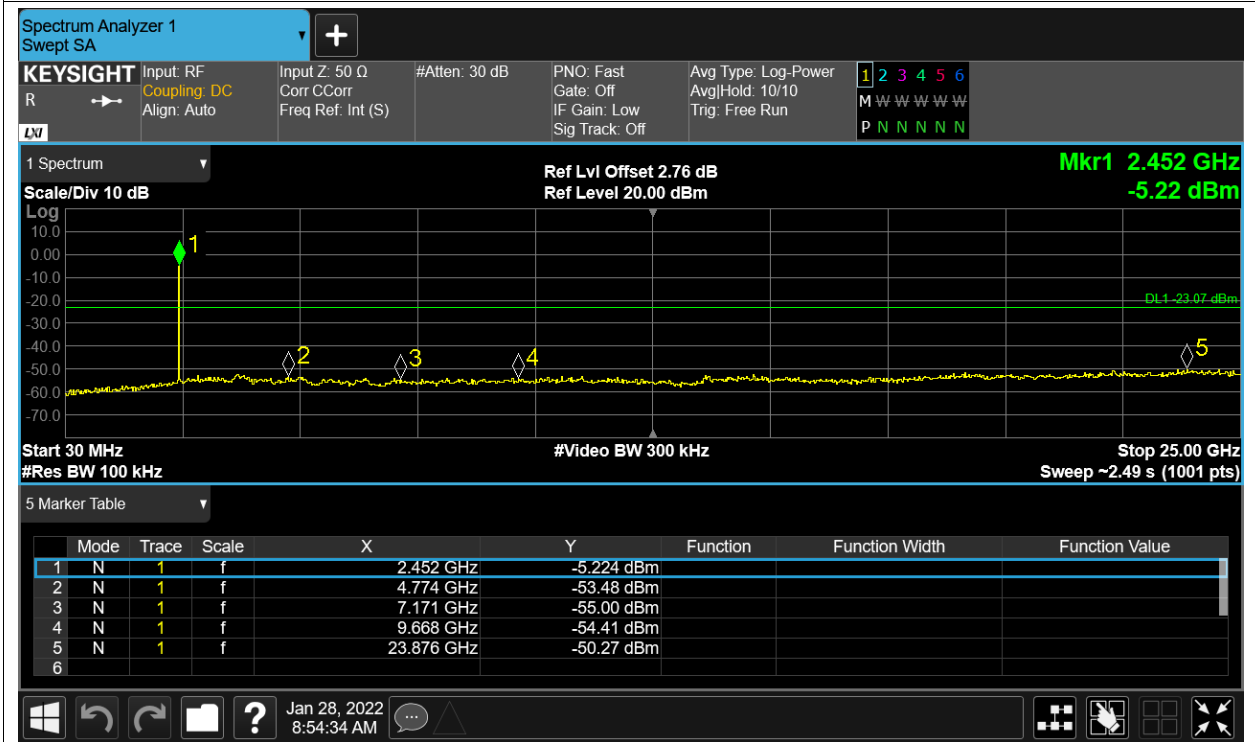 Spectrum Analyzer 1
Swept SA
KEYSIGHT
R
LXI
Input: RF
Coupling: DC
Align: Auto
Input Z: 50 Ω
Corr CCorr
Freq Ref: Int (S)
#Atten: 30 dB
PNO: Fast
Gate: Off
IF Gain: Low
Sig Track: Off
Avg Type: Log-Power
Avg|Hold: 10/10
Trig: Free Run
1 2 3 4 5 6
M W W W W W
P N N N N N
1 Spectrum
Scale/Div 10 dB
Ref Lvl Offset 2.76 dB
Ref Level 20.00 dBm
Mkr1 2.452 GHz
-5.22 dBm
Log
10.0
0.00
-10.0
-20.0
-30.0
-40.0
-50.0
-60.0
-70.0
1
2
3
4
5
DL1 -23.07 dBm
Start 30 MHz
#Res BW 100 kHz
#Video BW 300 kHz
Stop 25.00 GHz
Sweep ~2.49 s (1001 pts)
5 Marker Table
Mode Trace Scale X Y Function Function Width Function Value
1 N 1 f 2.452 GHz -5.224 dBm
2 N 1 f 4.774 GHz -53.48 dBm
3 N 1 f 7.171 GHz -55.00 dBm
4 N 1 f 9.668 GHz -54.41 dBm
5 N 1 f 23.876 GHz -50.27 dBm
6
?
Jan 28, 2022
8:54:34 AM